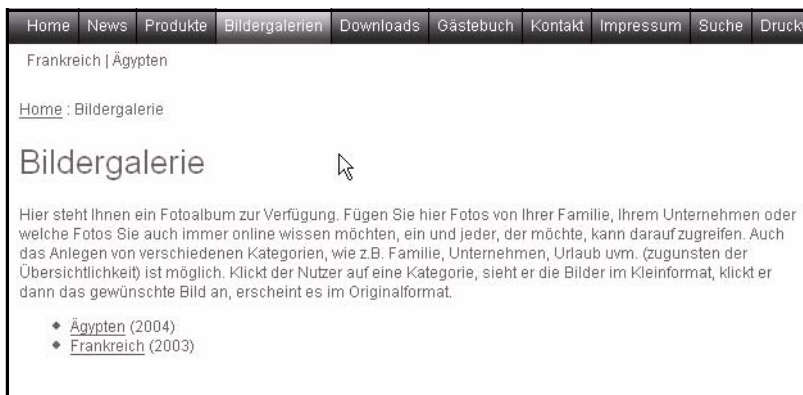 Home News Produkte Bildergalerien Downloads Gästebuch Kontakt Impressum Suche
Frankreich | Ägypten
Home : Bildergalerie
Bildergalerie
Hier steht Ihnen ein Fotoalbum zur Verfügung. Fügen Sie hier Fotos von Ihrer Familie, Ihrem Unternehmen oder
welche Fotos Sie auch immer online wissen möchten, ein und jeder, der möchte, kann darauf zugreifen. Auch
das Anlegen von verschiedenen Kategorien, wie z.B. Familie, Unternehmen, Urlaub uvm. (zugunsten der
Übersichtlichkeit) ist möglich. Klickt der Nutzer auf eine Kategorie, sieht er die Bilder im Kleinformat, klickt er
dann das gewünschte Bild an, erscheint es im Originalformat.
Ägypten (2004)
Frankreich (2003)